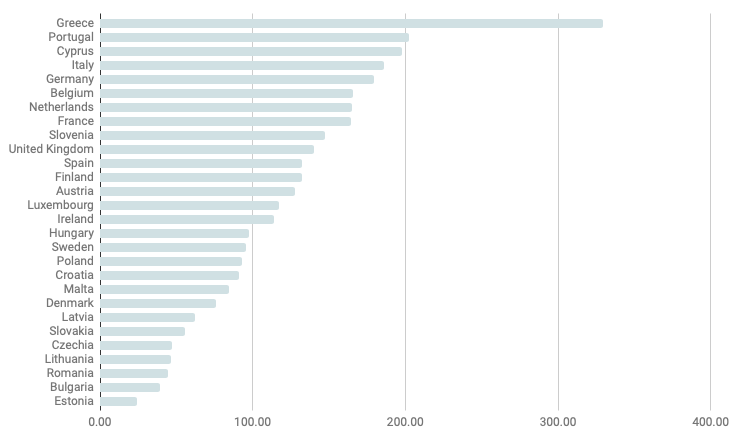 Greece
Portugal
Cyprus
Italy
Germany
Belgium
Netherlands
France
Slovenia
United Kingdom
Spain
Finland
Austria
Luxembourg
Ireland
Hungary
Sweden
Poland
Croatia
Malta
Denmark
Latvia
Slovakia
Czechia
Lithuania
Romania
Bulgaria
Estonia
0.00 100.00 200.00 300.00 400.00